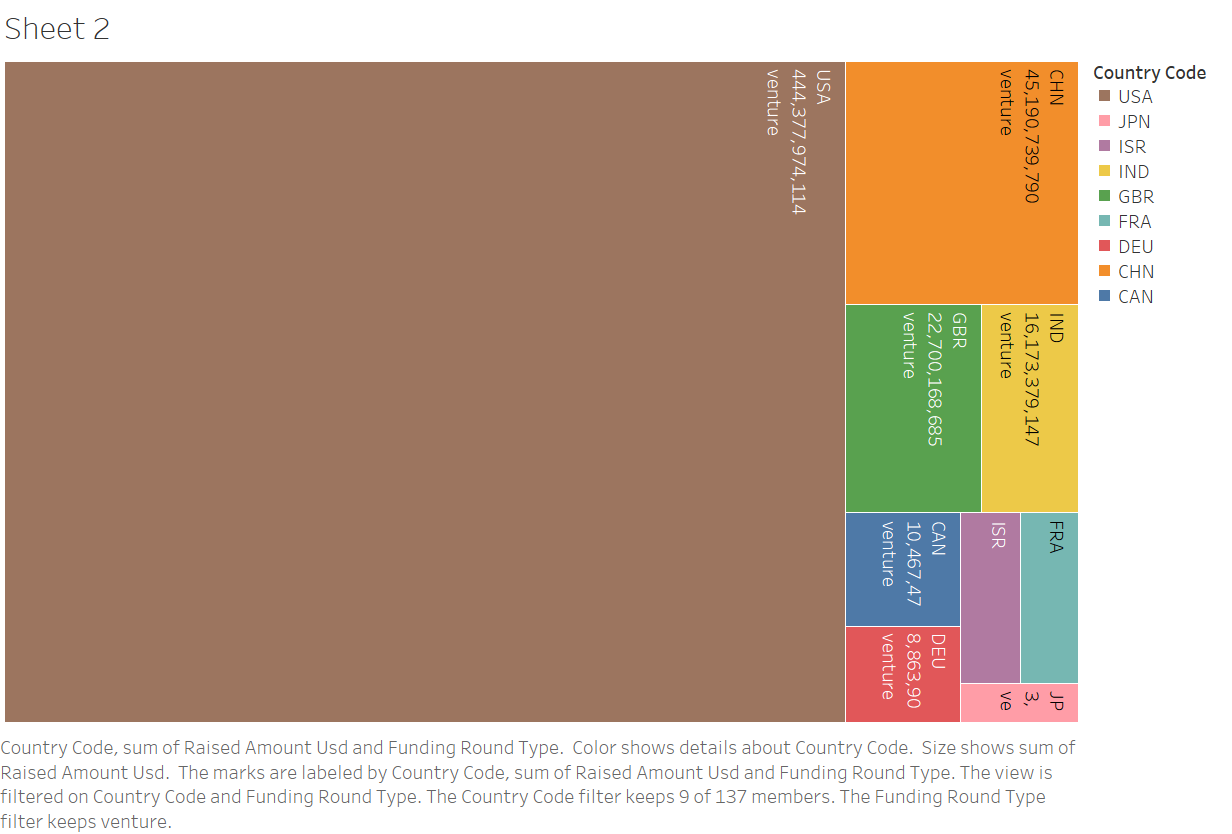 Sheet 2
USA
444,377,974,114
venture
CHN
45,190,739,790
venture
GBR
22,700,168,685
venture
IND
16,173,379,147
venture
CAN
10,467,47
venture
DEU
8,863,90
venture
ISR
FRA
JP
3,
ve
Country Code
USA
JPN
ISR
IND
GBR
FRA
DEU
CHN
CAN
Country Code, sum of Raised Amount Usd and Funding Round Type.  Color shows details about Country Code.  Size shows sum of
Raised Amount Usd.  The marks are labeled by Country Code, sum of Raised Amount Usd and Funding Round Type. The view is
filtered on Country Code and Funding Round Type. The Country Code filter keeps 9 of 137 members. The Funding Round Type
filter keeps venture.